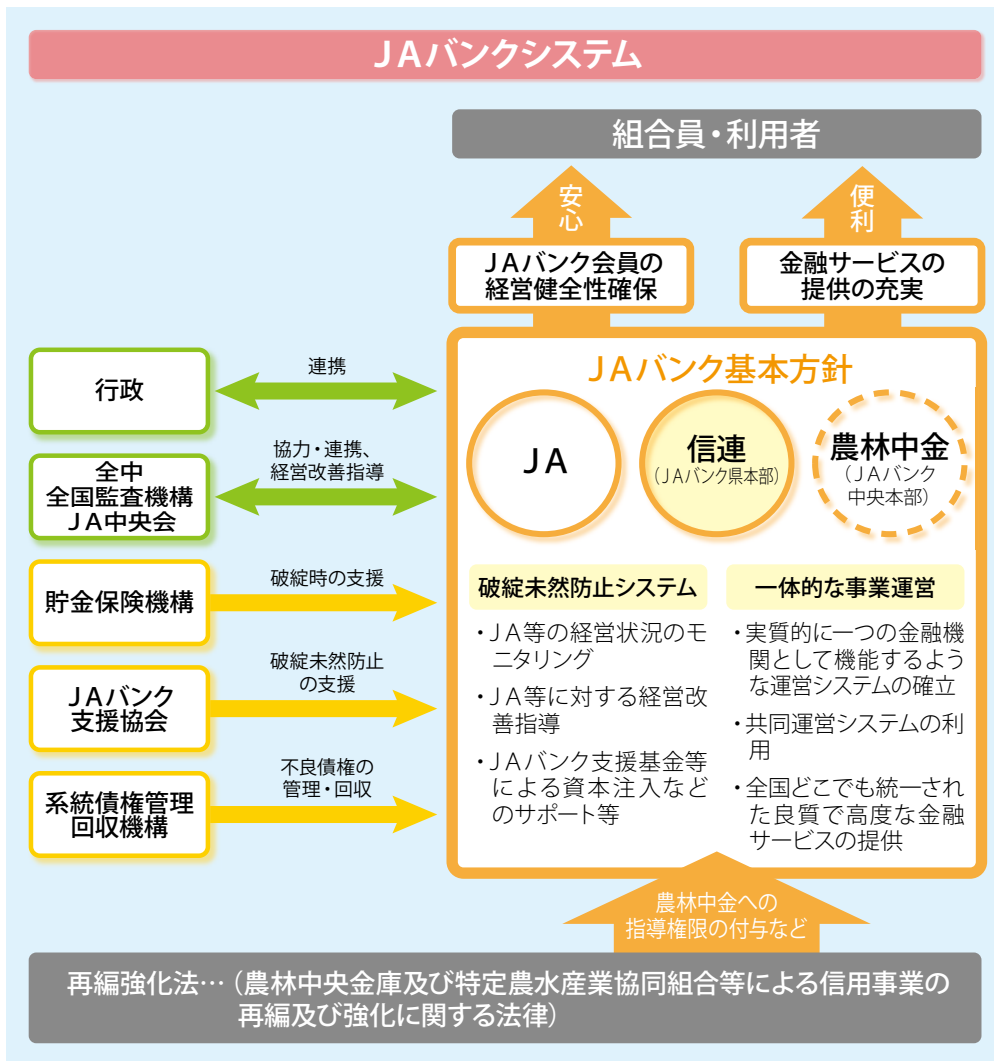 JAバンクシステム
組合員・利用者
安心
便利
JAバンク会員の
経営健全性確保
金融サービスの
提供の充実
行政
連携
全中
全国監査機構
JA中央会
協力・連携、
経営改善指導
貯金保険機構
破綻時の支援
JAバンク
支援協会
破綻未然防止
の支援
系統債権管理
回収機構
不良債権の
管理・回収
JAバンク基本方針
JA
信連
（JAバンク県本部）
農林中金
（JAバンク
中央本部）
破綻未然防止システム
・JA等の経営状況のモ
ニタリング
・JA等に対する経営改
善指導
・JAバンク支援基金等
による資本注入など
のサポート等
一体的な事業運営
・実質的に一つの金融機
関として機能するよう
な運営システムの確立
・共同運営システムの利
用
・全国どこでも統一され
た良質で高度な金融
サービスの提供
農林中金への
指導権限の付与など
再編強化法…（農林中央金庫及び特定農水産業協同組合等による信用事業の
再編及び強化に関する法律）